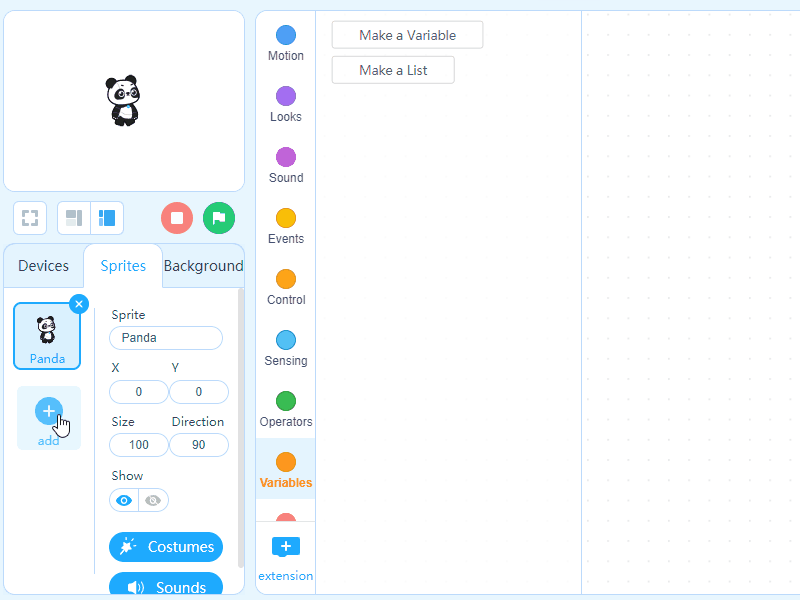 Make a Variable
Make a List
Motion
Looks
Sound
Events
Control
Sensing
Operators
Variables
extension
Devices
Sprites
Background
Panda
add
Sprite
Panda
X Y
0 0
Size Direction
100 90
Show
Costumes
Sounds